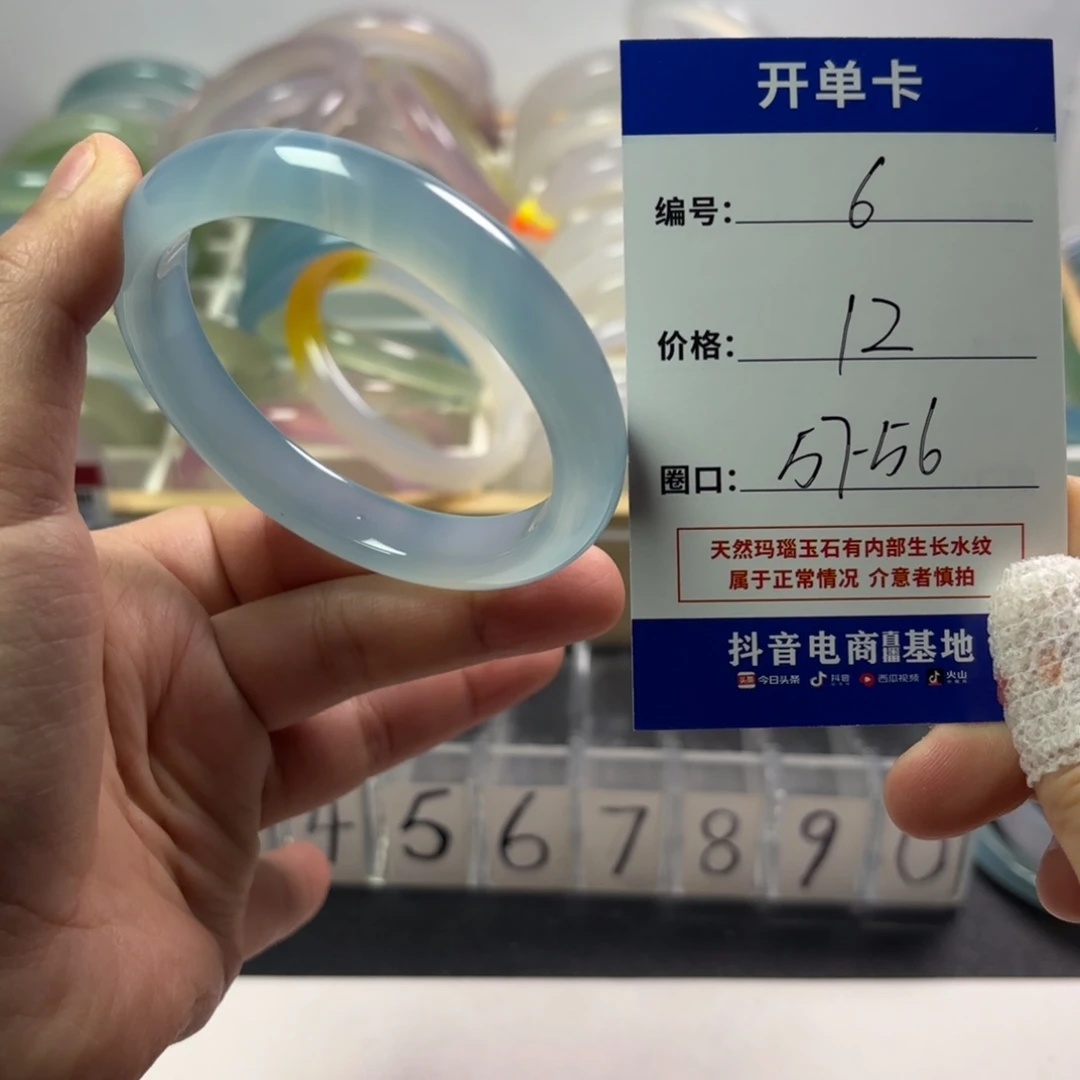 开单卡
编号: 6
价格: 12
圈口: 57-56
天然玛瑙玉石有内部生长水纹
属于正常情况 介意者慎拍
抖音电商直播基地
头条 今日头条 抖音 西瓜视频 火山
4 5 6 7 8 9 0